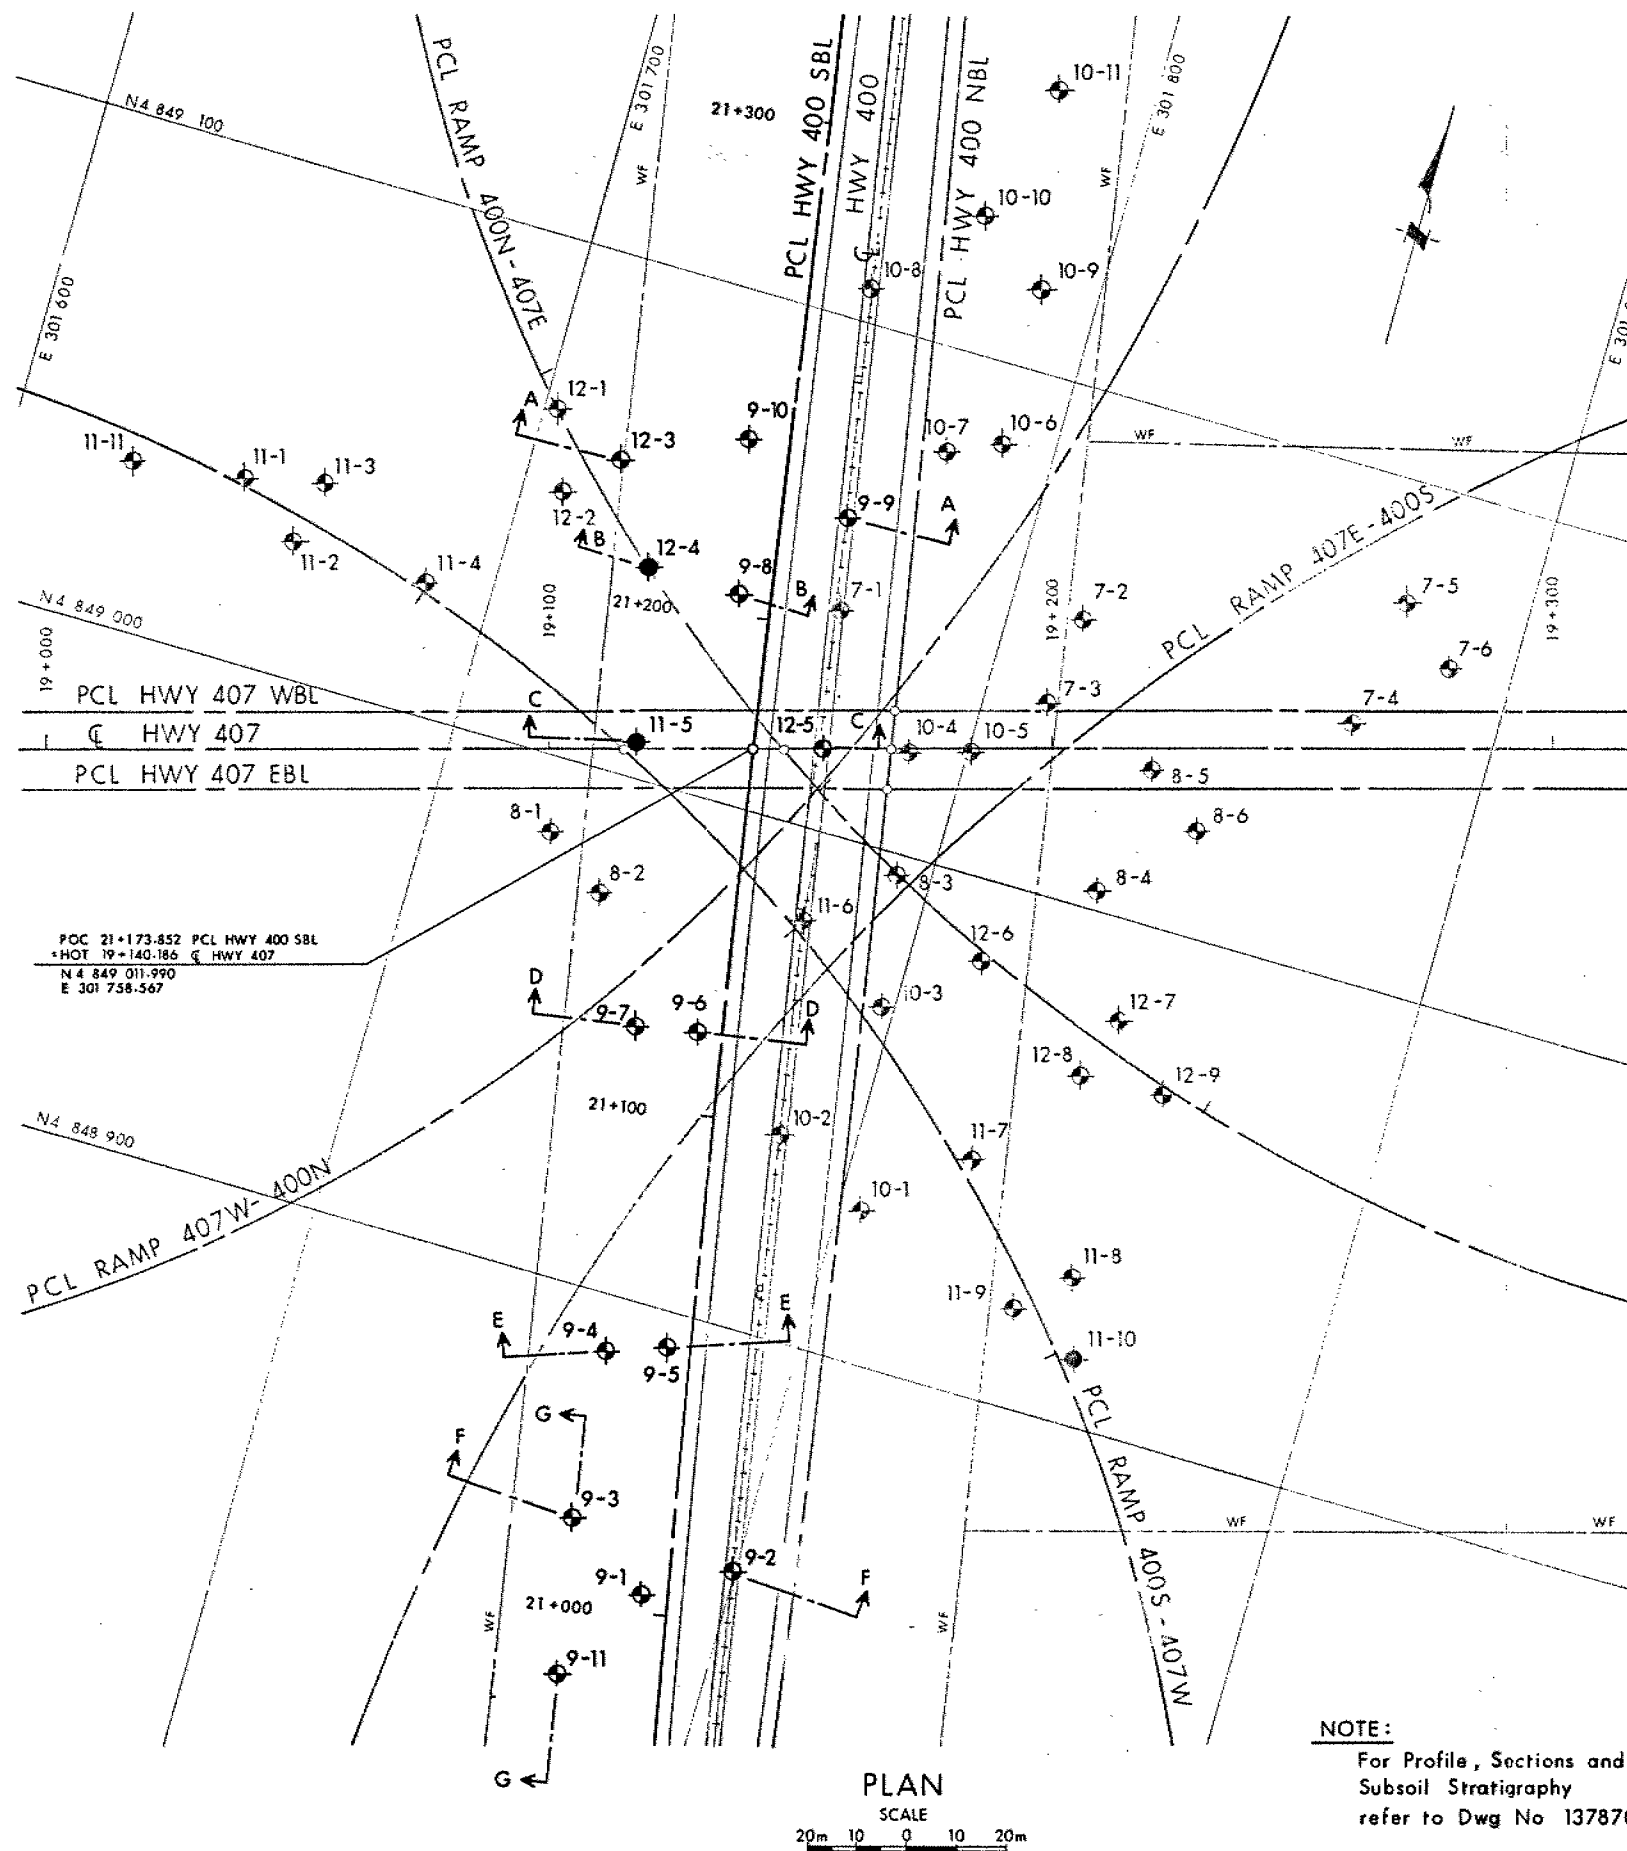 PCL RAMP 400N-407E
N4 849 100
E 301 700
21+300
PCL HWY 400 SBL
HWY 400
PCL HWY 400 NBL
10-11
E 301 800
WF
WF
10-10
10-8
10-9
E 301 600
12-1
A
9-10
12-3
10-7
10-6
WF
WF
11-11
11-1
11-3
12-2
9-9
A
B
12-4
11-2
11-4
9-8
B
7-1
7-2
7-5
PCL RAMP 407E-400S
N4 849 000
19+000
19+100
21+200
19+200
19+300
7-6
PCL HWY 407 WBL
C
7-3
7-4
℄ HWY 407
11-5
12-5
C
10-4
10-5
PCL HWY 407 EBL
8-5
8-1
8-6
8-2
8-3
8-4
11-6
POC 21+173.852 PCL HWY 400 SBL
=HOT 19+140.186 ℄ HWY 407
N 4 849 011.990
E 301 758.567
12-6
D
9-7
9-6
D
10-3
12-7
12-8
12-9
21+100
N4 848 900
10-2
11-7
PCL RAMP 407W-400N
10-1
11-8
11-9
E
9-4
9-5
E
11-10
G
F
PCL RAMP 400S-407W
9-3
WF
WF
9-1
9-2
F
21+000
WF
WF
9-11
G
NOTE:
For Profile, Sections and
Subsoil Stratigraphy
refer to Dwg No 137870
PLAN
SCALE
20m 10 0 10 20m